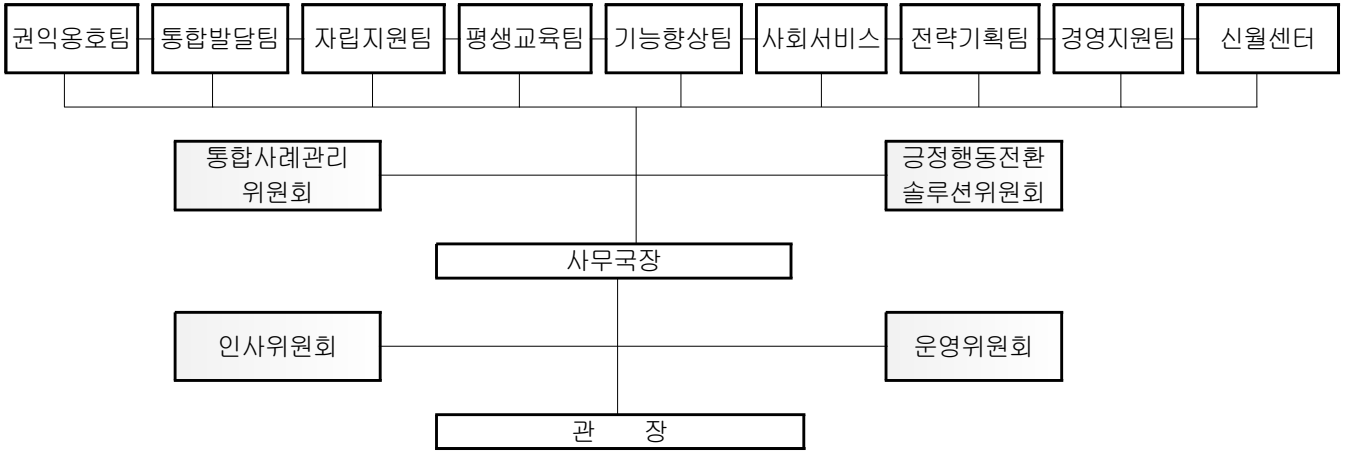 권익옹호팀 통합발달팀 자립지원팀 평생교육팀 기능향상팀 사회서비스 전략기획팀 경영지원팀 신월센터
통합사례관리
위원회
긍정행동전환
솔루션위원회
사무국장
인사위원회
운영위원회
관 장